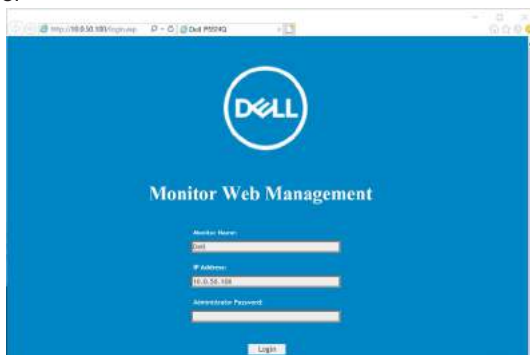 DELL
Monitor Web Management
Monitor Name:
Dell
IP Address:
10.0.50.100
Administrator Password:
Login